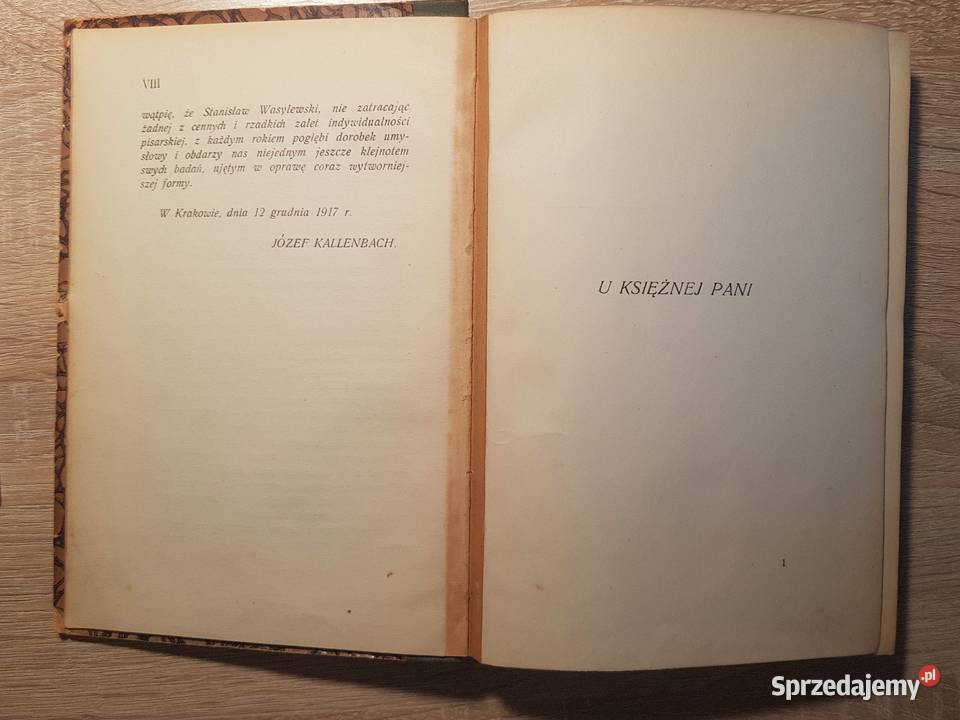 VIII
wątpię, że Stanisław Wasylewski, nie zatracając
żadnej z cennych i rzadkich zalet indywidualności
pisarskiej, z każdym rokiem pogłębi dorobek umy-
słowy i obdarzy nas niejednym jeszcze klejnotem
swych badań, ujętym w oprawę coraz wytworniej-
szej formy.
W Krakowie, dnia 12 grudnia 1917 r.
JÓZEF KALLENBACH.
U KSIĘŻNEJ PANI
1
Sprzedajemy.pl